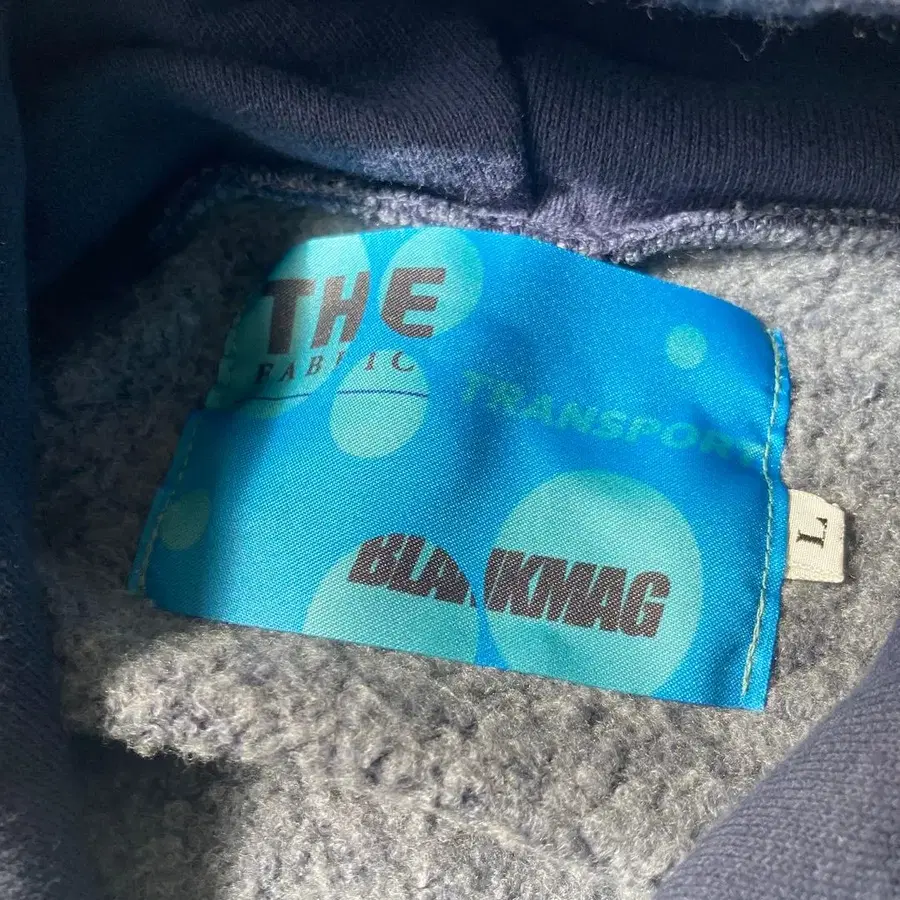 THE
FABRIC
TRANSPORT
BLANKMAG
L